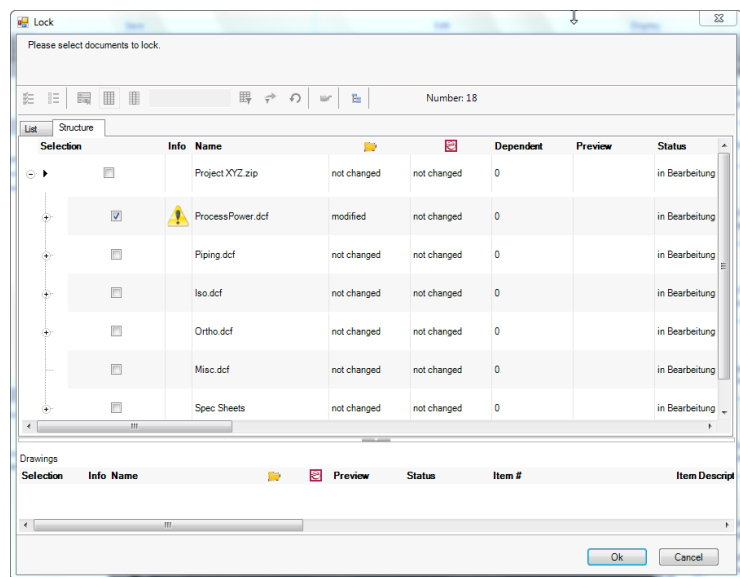 Lock
Please select documents to lock.
Number: 18
List Structure
Selection Info Name Dependent Preview Status
Project XYZ.zip not changed not changed 0 in Bearbeitung
ProcessPower.dcf modified not changed 0 in Bearbeitung
Piping.dcf not changed not changed 0 in Bearbeitung
Iso.dcf not changed not changed 0 in Bearbeitung
Ortho.dcf not changed not changed 0 in Bearbeitung
Misc.dcf not changed not changed 0 in Bearbeitung
Spec Sheets not changed not changed 0 in Bearbeitung
Drawings
Selection Info Name Preview Status Item # Item Descript
Ok Cancel